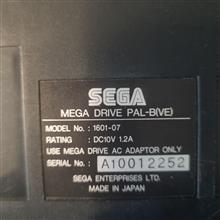 SEGA
MEGA DRIVE PAL-B(VE)
MODEL No. : 1601-07
RATING : DC10V 1.2A
USE MEGA DRIVE AC ADAPTOR ONLY
SERIAL No. : A10012252
SEGA ENTERPRISES LTD.
MADE IN JAPAN